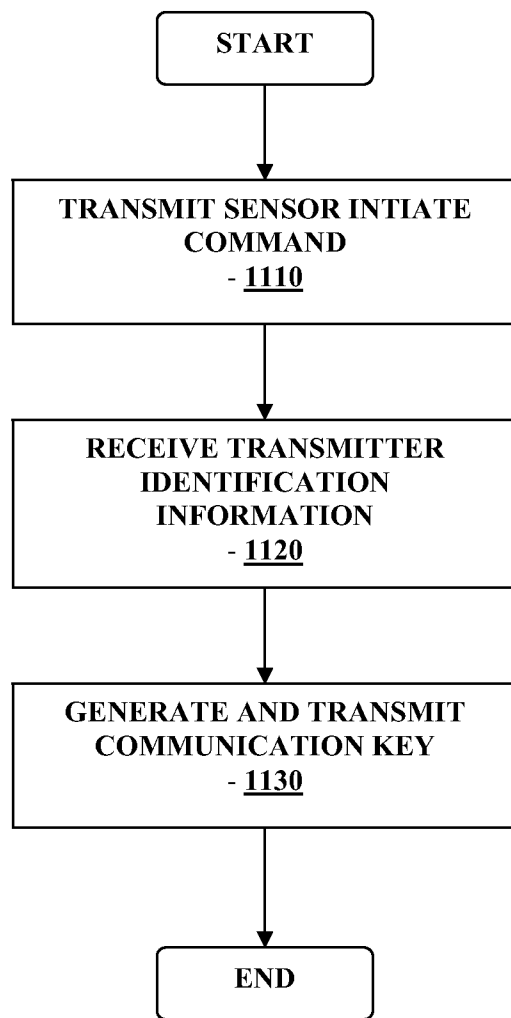 START
TRANSMIT SENSOR INTIATE
COMMAND
- 1110
RECEIVE TRANSMITTER
IDENTIFICATION
INFORMATION
- 1120
GENERATE AND TRANSMIT
COMMUNICATION KEY
- 1130
END